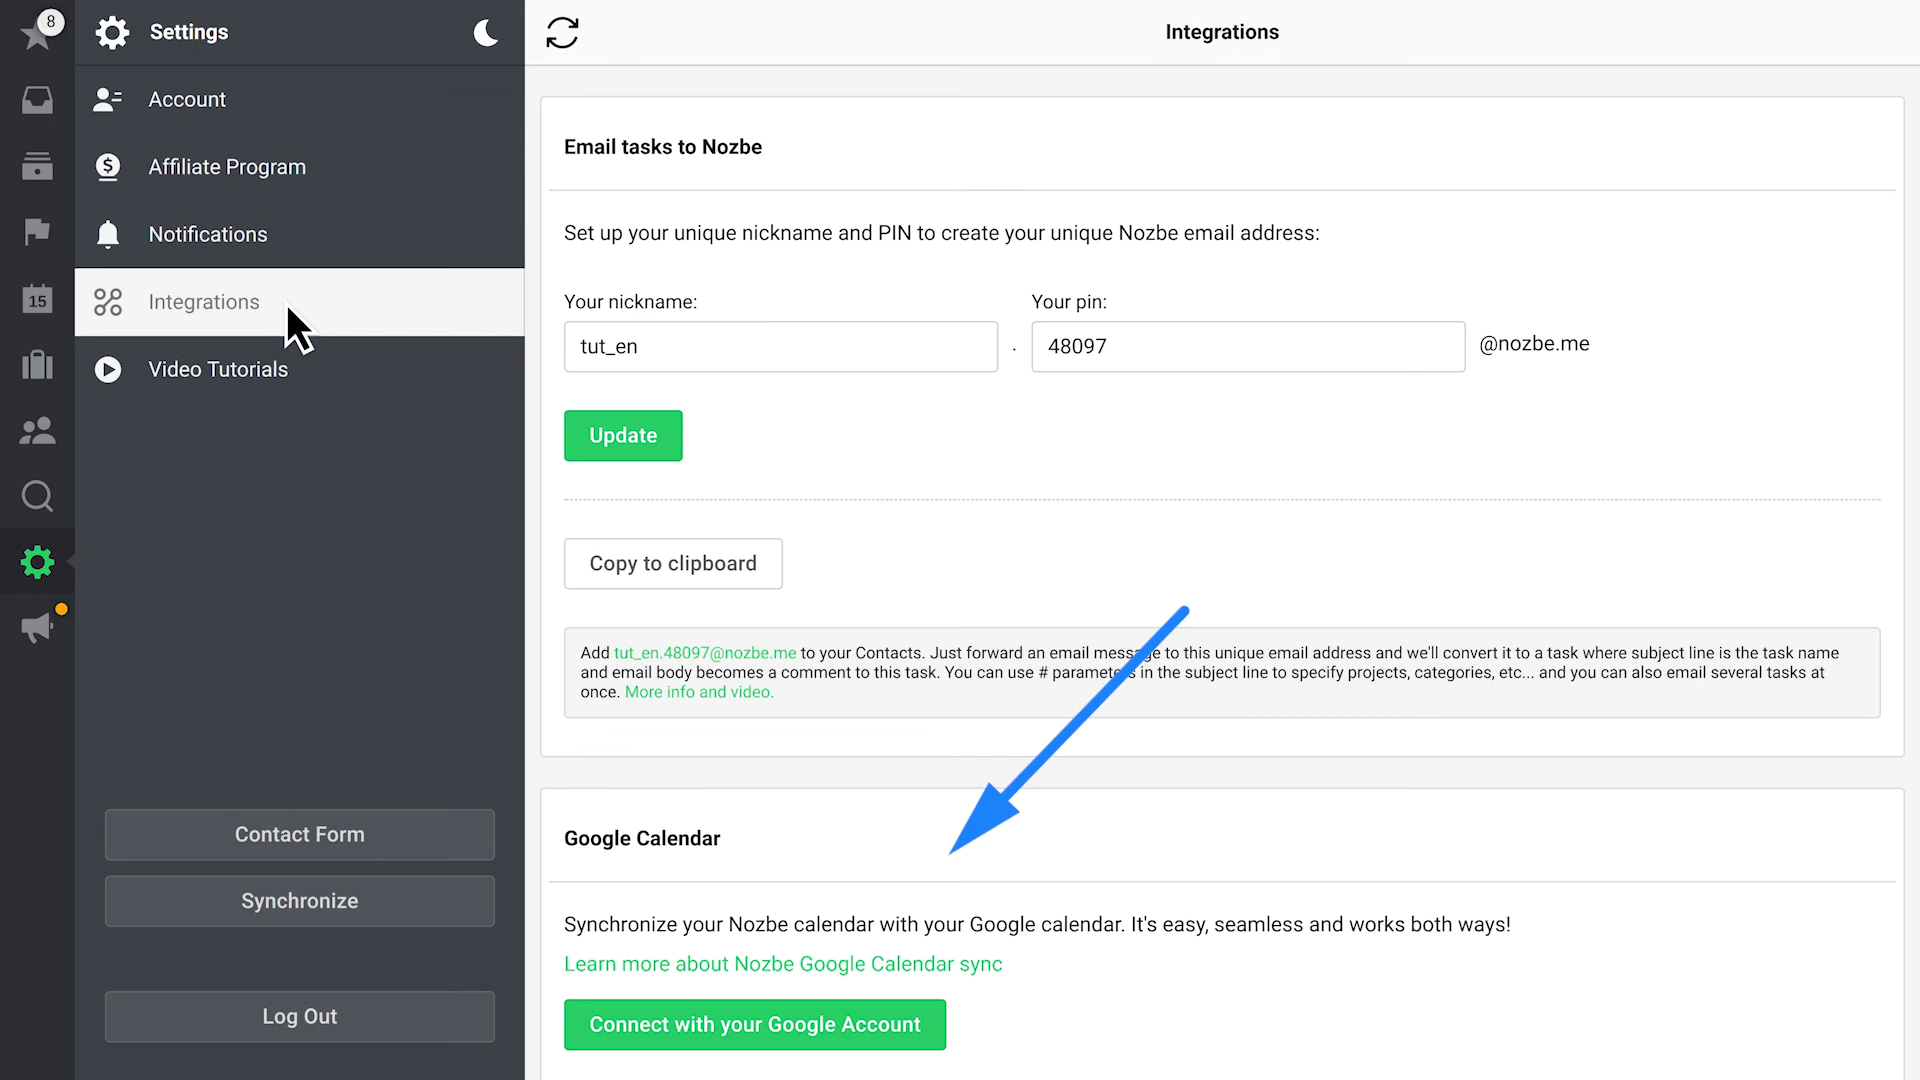 8
Settings
Integrations
Account
Affiliate Program
Notifications
15
Integrations
Video Tutorials
Contact Form
Synchronize
Log Out
Email tasks to Nozbe
Set up your unique nickname and PIN to create your unique Nozbe email address:
Your nickname:
Your pin:
tut_en
.
48097
@nozbe.me
Update
Copy to clipboard
Add tut_en.48097@nozbe.me to your Contacts. Just forward an email message to this unique email address and we'll convert it to a task where subject line is the task name
and email body becomes a comment to this task. You can use # parameters in the subject line to specify projects, categories, etc... and you can also email several tasks at
once. More info and video.
Google Calendar
Synchronize your Nozbe calendar with your Google calendar. It's easy, seamless and works both ways!
Learn more about Nozbe Google Calendar sync
Connect with your Google Account